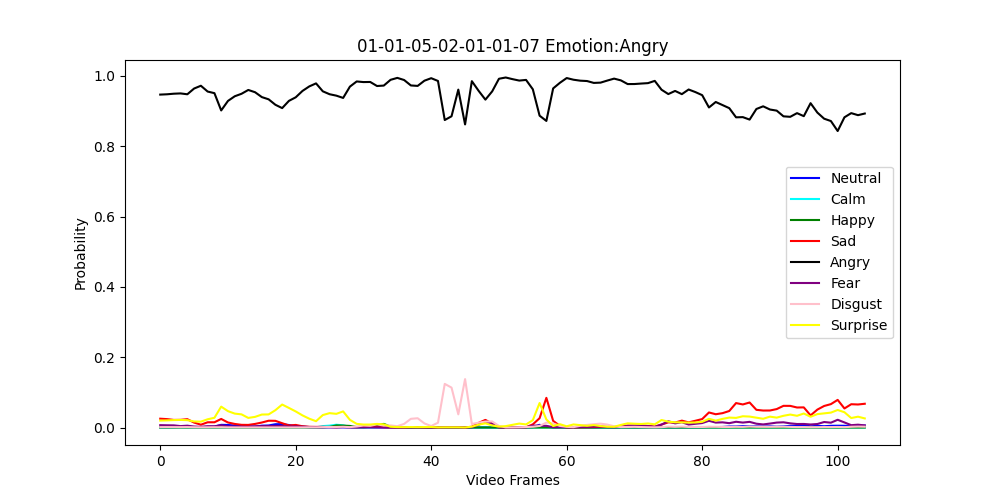 01-01-05-02-01-01-07 Emotion:Angry
1.0
0.8
0.6
0.4
0.2
0.0
Probability
0 20 40 60 80 100
Video Frames
Neutral
Calm
Happy
Sad
Angry
Fear
Disgust
Surprise